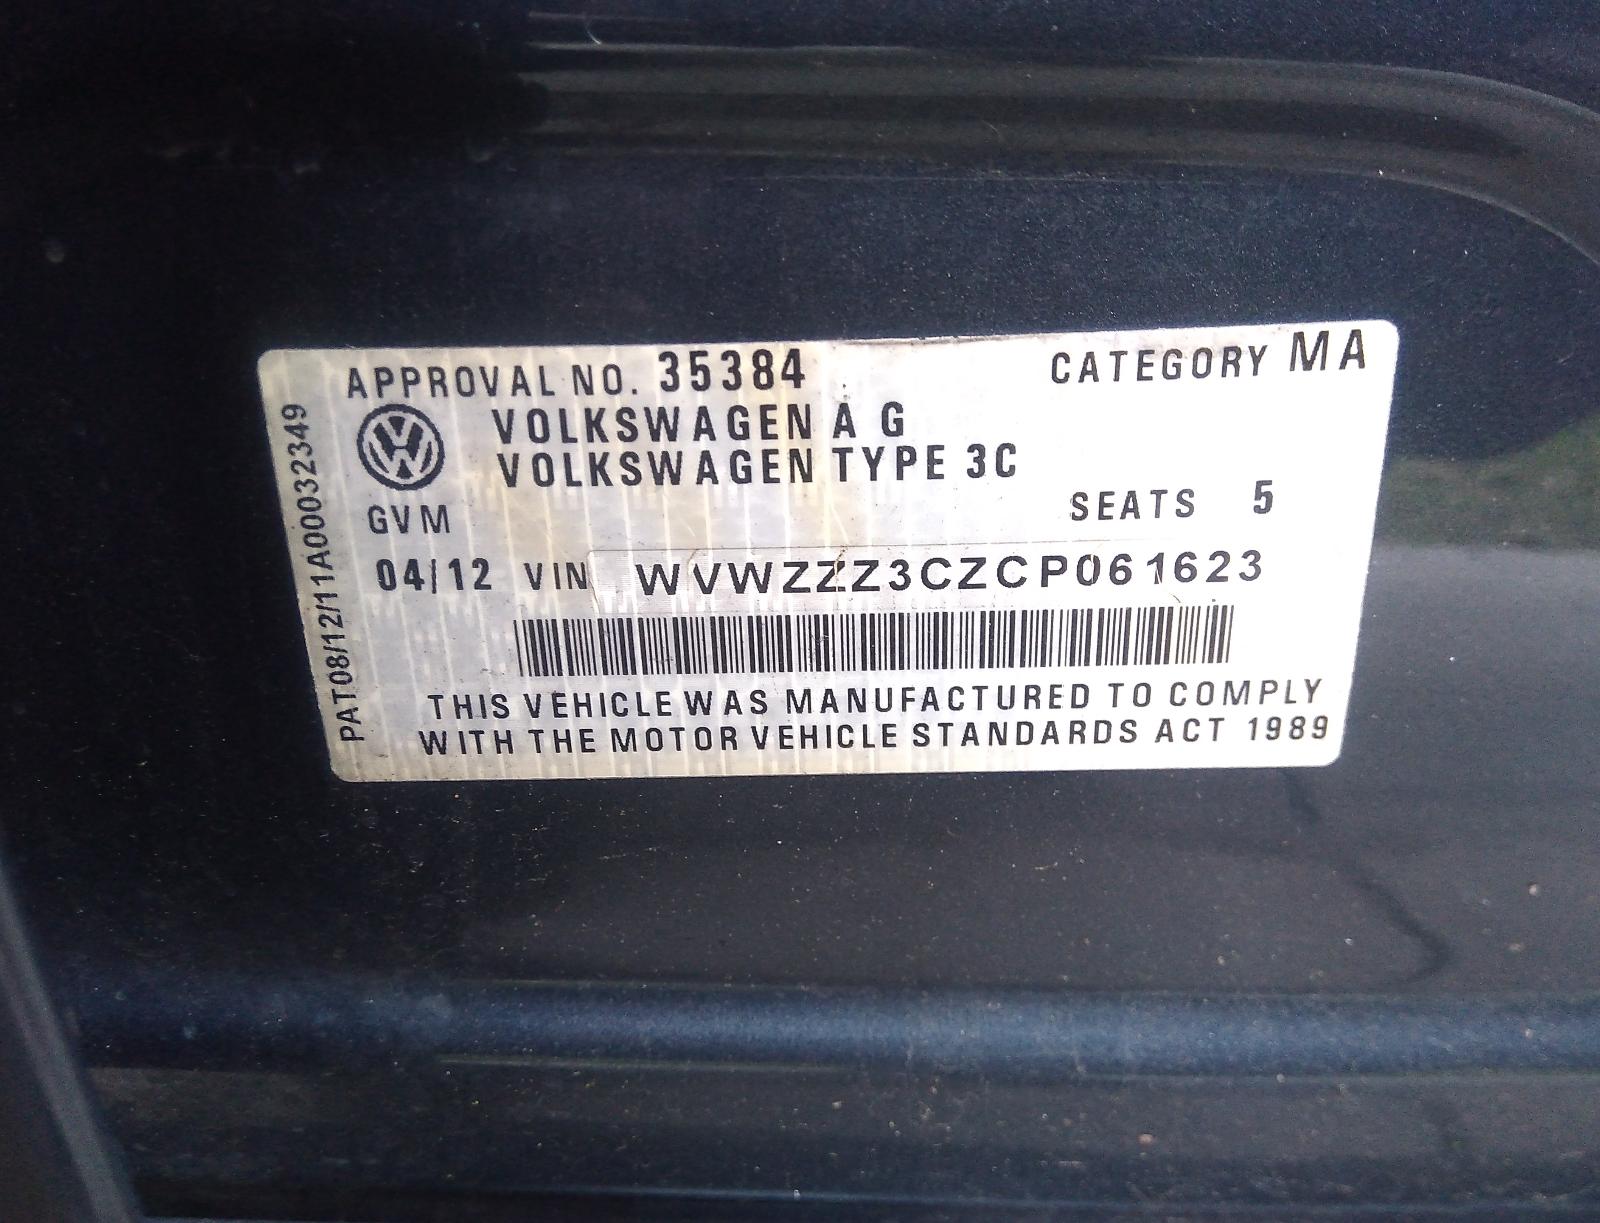 APPROVAL NO. 35384 CATEGORY MA
VOLKSWAGEN A G
VOLKSWAGEN TYPE 3C
GVM SEATS 5
04/12 VIN WVWZZZ3CZCP061623
THIS VEHICLE WAS MANUFACTURED TO COMPLY
WITH THE MOTOR VEHICLE STANDARDS ACT 1989
PAT08/12/11A00032349